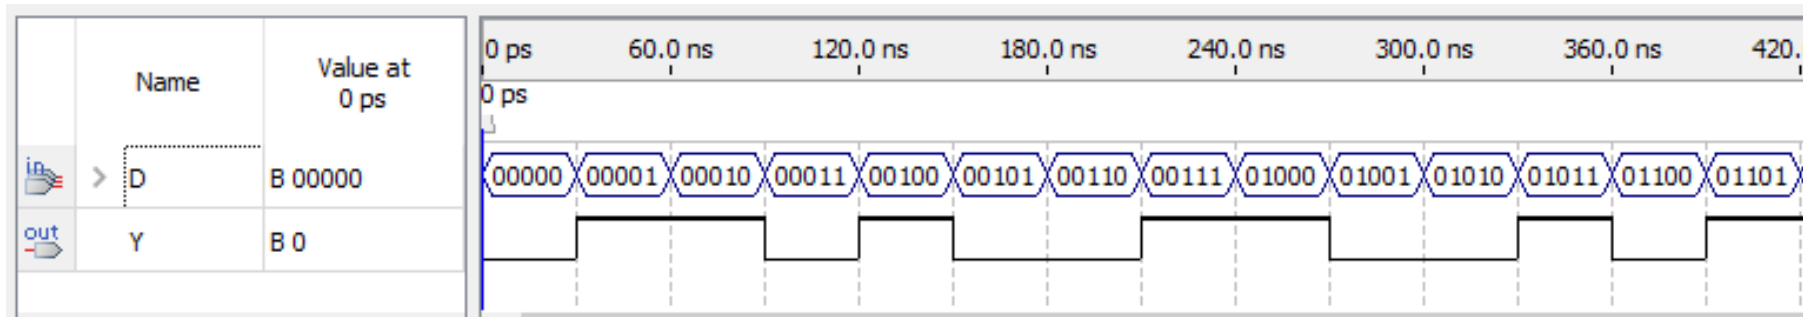 Name Value at 0 ps
0 ps 60.0 ns 120.0 ns 180.0 ns 240.0 ns 300.0 ns 360.0 ns 420.
0 ps
in D B 00000 00000 00001 00010 00011 00100 00101 00110 00111 01000 01001 01010 01011 01100 01101
out Y B 0